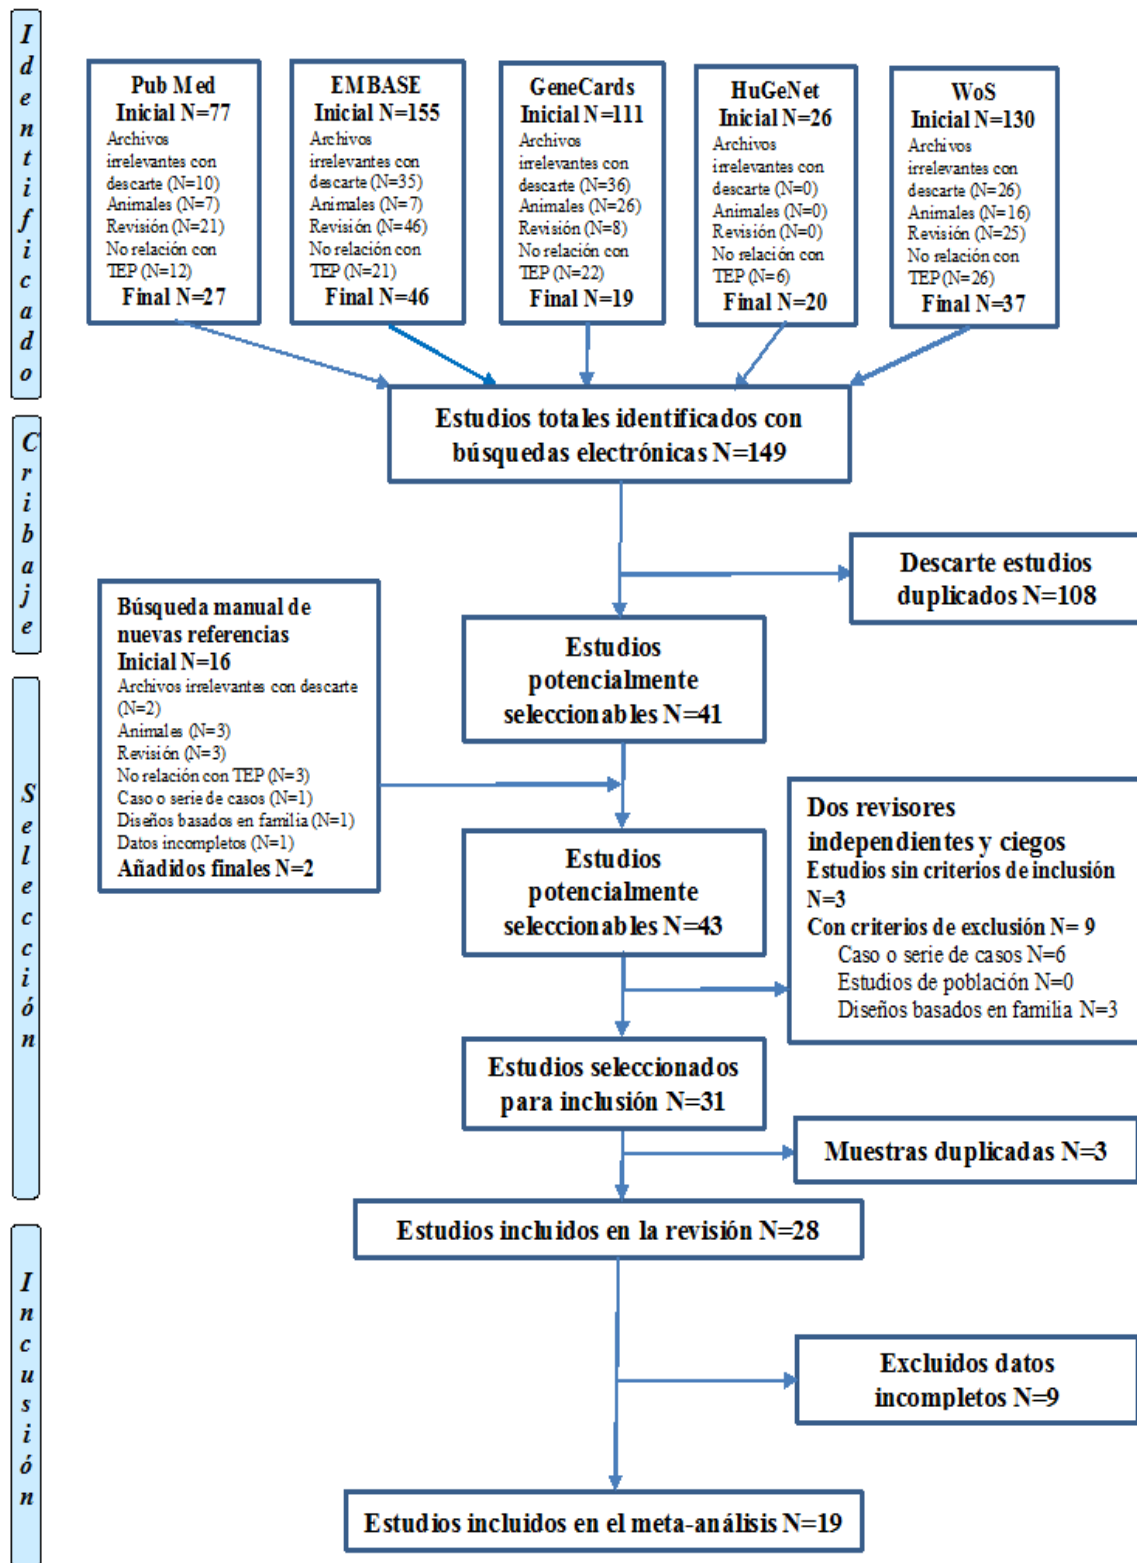 Identificado
Pub Med
Inicial N=77
Archivos
irrelevantes con
descarte (N=10)
Animales (N=7)
Revisión (N=21)
No relación con
TEP (N=12)
Final N=27
EMBASE
Inicial N=155
Archivos
irrelevantes con
descarte (N=35)
Animales (N=7)
Revisión (N=46)
No relación con
TEP (N=21)
Final N=46
GeneCards
Inicial N=111
Archivos
irrelevantes con
descarte (N=36)
Animales (N=26)
Revisión (N=8)
No relación con
TEP (N=22)
Final N=19
HuGeNet
Inicial N=26
Archivos
irrelevantes con
descarte (N=0)
Animales (N=0)
Revisión (N=0)
No relación con
TEP (N=6)
Final N=20
WoS
Inicial N=130
Archivos
irrelevantes con
descarte (N=26)
Animales (N=16)
Revisión (N=25)
No relación con
TEP (N=26)
Final N=37
Cribaje
Estudios totales identificados con
búsquedas electrónicas N=149
Descarte estudios
duplicados N=108
Estudios
potencialmente
seleccionables N=41
Selección
Búsqueda manual de
nuevas referencias
Inicial N=16
Archivos irrelevantes con descarte
(N=2)
Animales (N=3)
Revisión (N=3)
No relación con TEP (N=3)
Caso o serie de casos (N=1)
Diseños basados en familia (N=1)
Datos incompletos (N=1)
Añadidos finales N=2
Estudios
potencialmente
seleccionables N=43
Dos revisores
independientes y ciegos
Estudios sin criterios de inclusión
N=3
Con criterios de exclusión N= 9
Caso o serie de casos N=6
Estudios de población N=0
Diseños basados en familia N=3
Estudios seleccionados
para inclusión N=31
Muestras duplicadas N=3
Estudios incluidos en la revisión N=28
Incusión
Excluidos datos
incompletos N=9
Estudios incluidos en el meta-análisis N=19